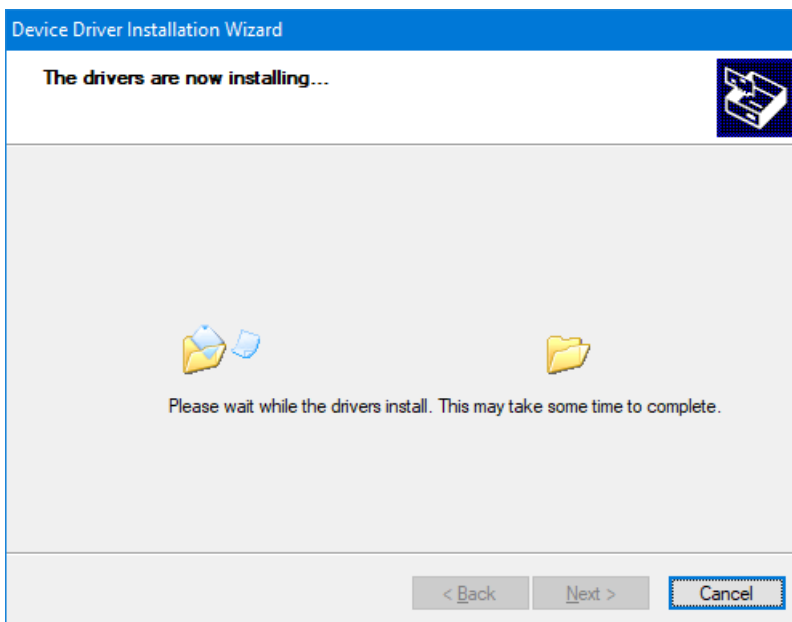 Device Driver Installation Wizard
The drivers are now installing...
Please wait while the drivers install. This may take some time to complete.
< Back
Next >
Cancel